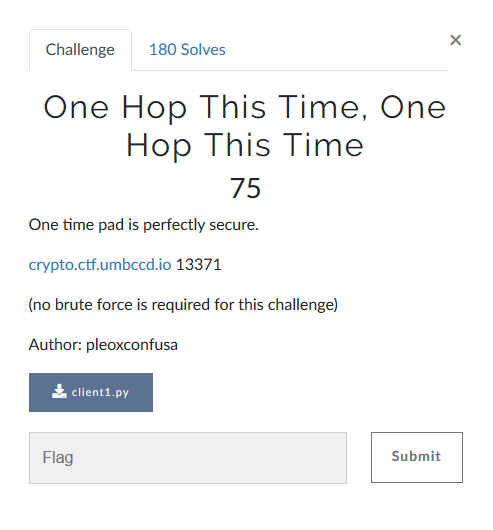 Challenge
180 Solves
×
One Hop This Time, One
Hop This Time
75
One time pad is perfectly secure.
crypto.ctf.umbccd.io 13371
(no brute force is required for this challenge)
Author: pleoxconfusa
client1.py
Flag
Submit